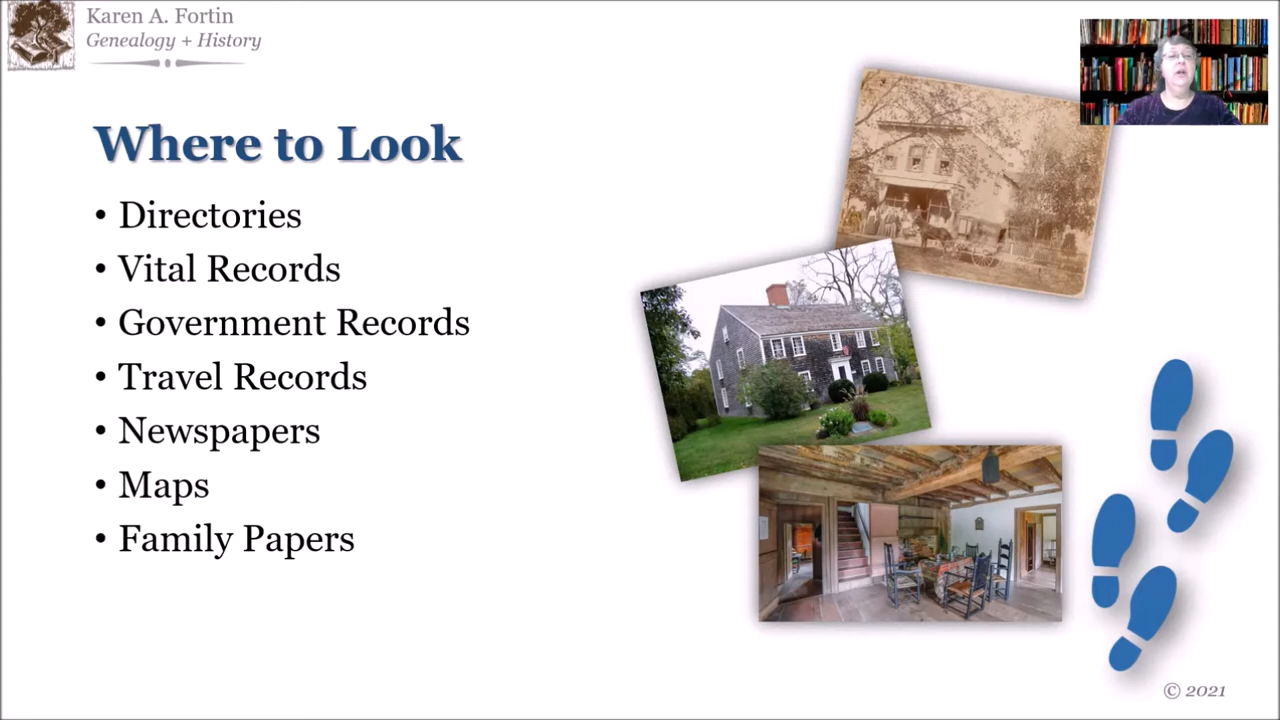 Karen A. Fortin
Genealogy + History
Where to Look
• Directories
• Vital Records
• Government Records
• Travel Records
• Newspapers
• Maps
• Family Papers
© 2021